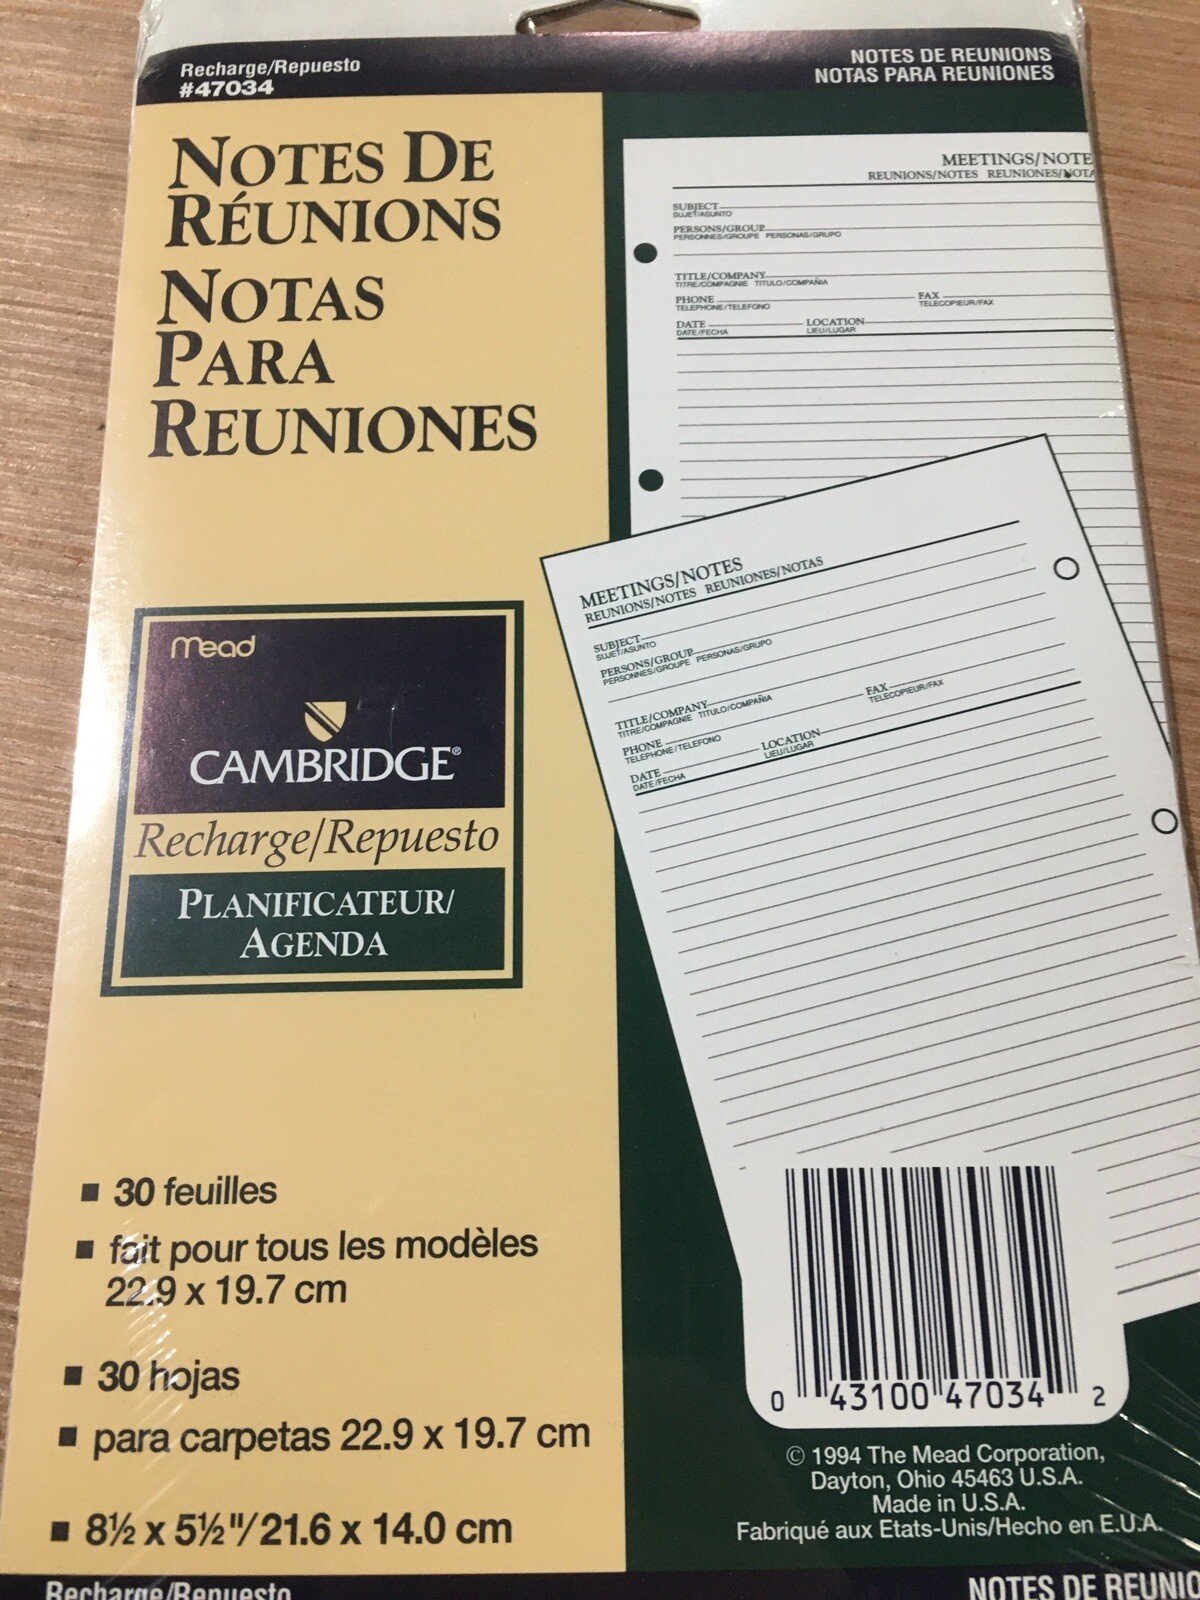 Recharge/Repuesto
#47034
NOTES DE REUNIONS
NOTAS PARA REUNIONES
NOTES DE
RÉUNIONS
NOTAS
PARA
REUNIONES
MEETINGS/NOTE
REUNIONS/NOTES REUNIONES/NOTA
SUBJECT
SUJET/ASUNTO
PERSONS/GROUP
PERSONNES/GROUPE PERSONAS/GRUPO
TITLE/COMPANY
TITRE/COMPAGNIE TITULO/COMPAÑIA
PHONE FAX
TELEPHONE/TELEFONO TELECOPIEUR/FAX
DATE LOCATION
DATE/FECHA LIEU/LUGAR
MEETINGS/NOTES
REUNIONS/NOTES REUNIONES/NOTAS
SUBJECT
SUJET/ASUNTO
PERSONS/GROUP
PERSONNES/GROUPE PERSONAS/GRUPO
TITLE/COMPANY
TITRE/COMPAGNIE TITULO/COMPAÑIA
PHONE FAX
TELEPHONE/TELEFONO TELECOPIEUR/FAX
DATE LOCATION
DATE/FECHA LIEU/LUGAR
Mead
CAMBRIDGE®
Recharge/Repuesto
PLANIFICATEUR/
AGENDA
30 feuilles
fait pour tous les modèles
22.9 x 19.7 cm
30 hojas
para carpetas 22.9 x 19.7 cm
8½ x 5½"/21.6 x 14.0 cm
0 43100 47034 2
© 1994 The Mead Corporation,
Dayton, Ohio 45463 U.S.A.
Made in U.S.A.
Fabriqué aux Etats-Unis/Hecho en E.U.A.
Recharge/Repuesto
NOTES DE REUNIO